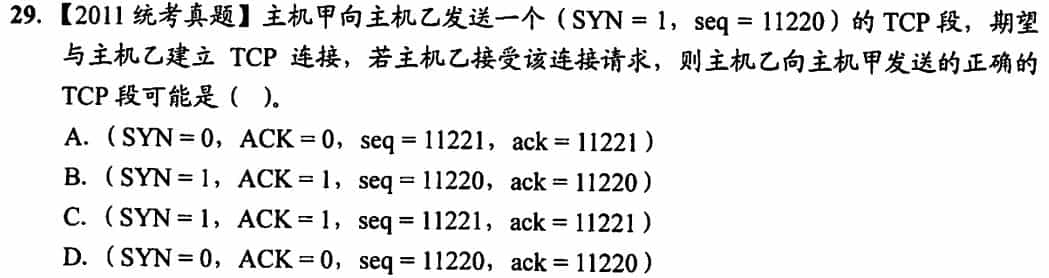 29.【2011 统考真题】主机甲向主机乙发送一个（SYN = 1，seq = 11220）的 TCP 段，期望
与主机乙建立 TCP 连接，若主机乙接受该连接请求，则主机乙向主机甲发送的正确的
TCP 段可能是（ ）。
A.（SYN = 0，ACK = 0，seq = 11221，ack = 11221）
B.（SYN = 1，ACK = 1，seq = 11220，ack = 11220）
C.（SYN = 1，ACK = 1，seq = 11221，ack = 11221）
D.（SYN = 0，ACK = 0，seq = 11220，ack = 11220）